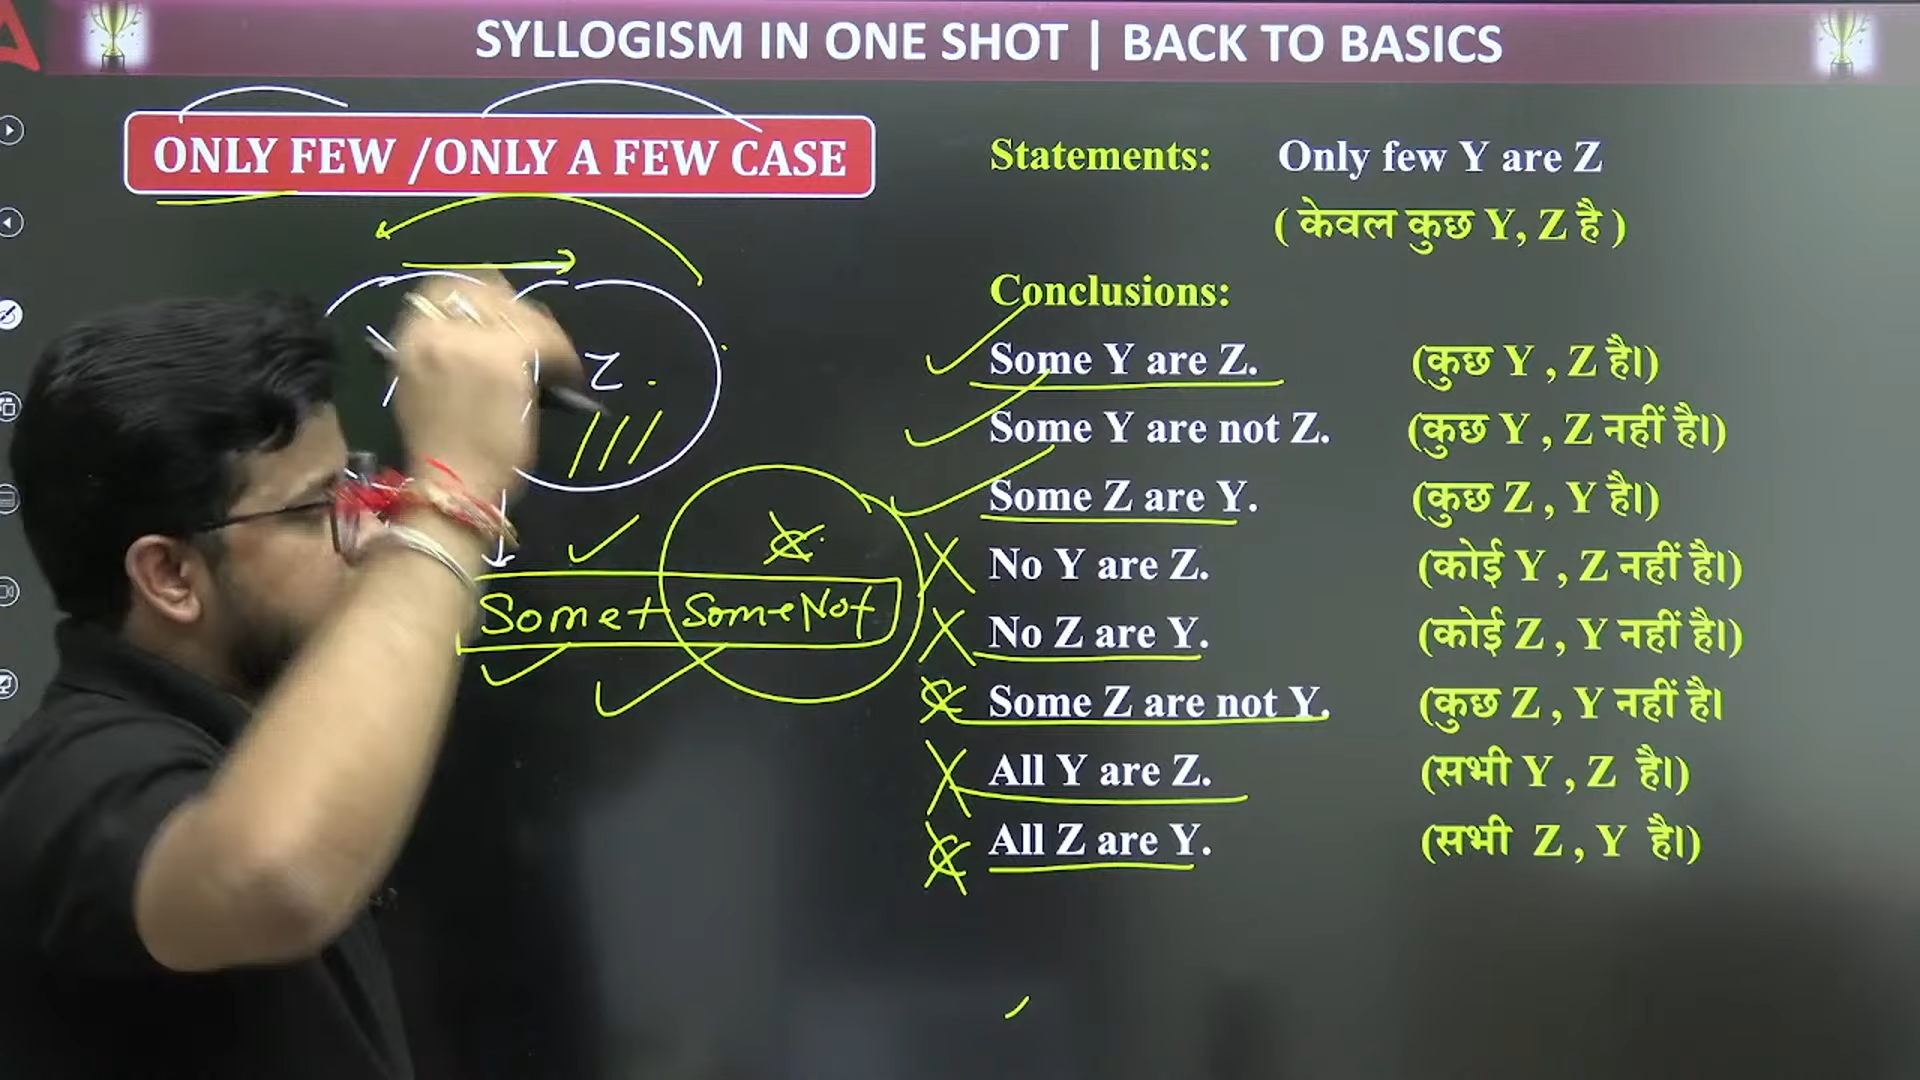 SYLLOGISM IN ONE SHOT | BACK TO BASICS
ONLY FEW /ONLY A FEW CASE
Z
Some + Some Not
Statements: Only few Y are Z
( केवल कुछ Y, Z है )
Conclusions:
Some Y are Z. (कुछ Y , Z है।)
Some Y are not Z. (कुछ Y , Z नहीं है।)
Some Z are Y. (कुछ Z , Y है।)
No Y are Z. (कोई Y , Z नहीं है।)
No Z are Y. (कोई Z , Y नहीं है।)
Some Z are not Y. (कुछ Z , Y नहीं है।
All Y are Z. (सभी Y , Z है।)
All Z are Y. (सभी Z , Y है।)